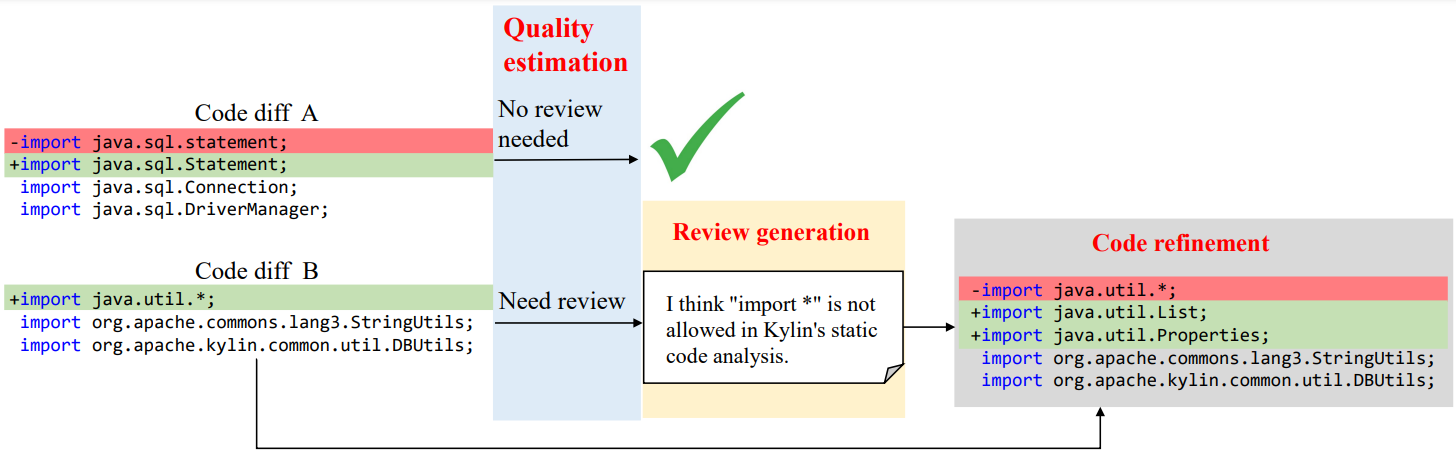 Quality
estimation
Code diff  A
-import java.sql.statement;
+import java.sql.Statement;
import java.sql.Connection;
import java.sql.DriverManager;
No review
needed
Code diff  B
+import java.util.*;
import org.apache.commons.lang3.StringUtils;
import org.apache.kylin.common.util.DBUtils;
Need review
Review generation
I think "import *" is not
allowed in Kylin's static
code analysis.
Code refinement
-import java.util.*;
+import java.util.List;
+import java.util.Properties;
import org.apache.commons.lang3.StringUtils;
import org.apache.kylin.common.util.DBUtils;